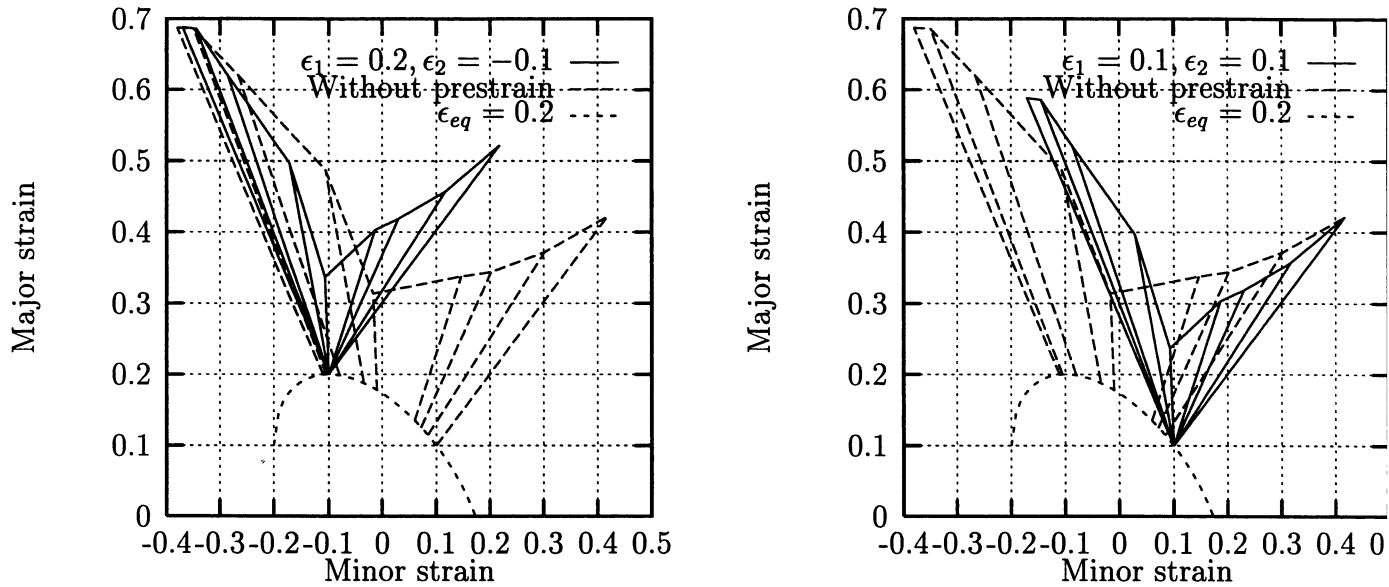 0.7
0.6
0.5
0.4
0.3
0.2
0.1
0
Major strain
ϵ₁ = 0.2, ϵ₂ = −0.1
Without prestrain
ϵ_eq = 0.2
-0.4 -0.3 -0.2 -0.1 0 0.1 0.2 0.3 0.4 0.5
Minor strain
0.7
0.6
0.5
0.4
0.3
0.2
0.1
0
Major strain
ϵ₁ = 0.1, ϵ₂ = 0.1
Without prestrain
ϵ_eq = 0.2
-0.4 -0.3 -0.2 -0.1 0 0.1 0.2 0.3 0.4 0
Minor strain